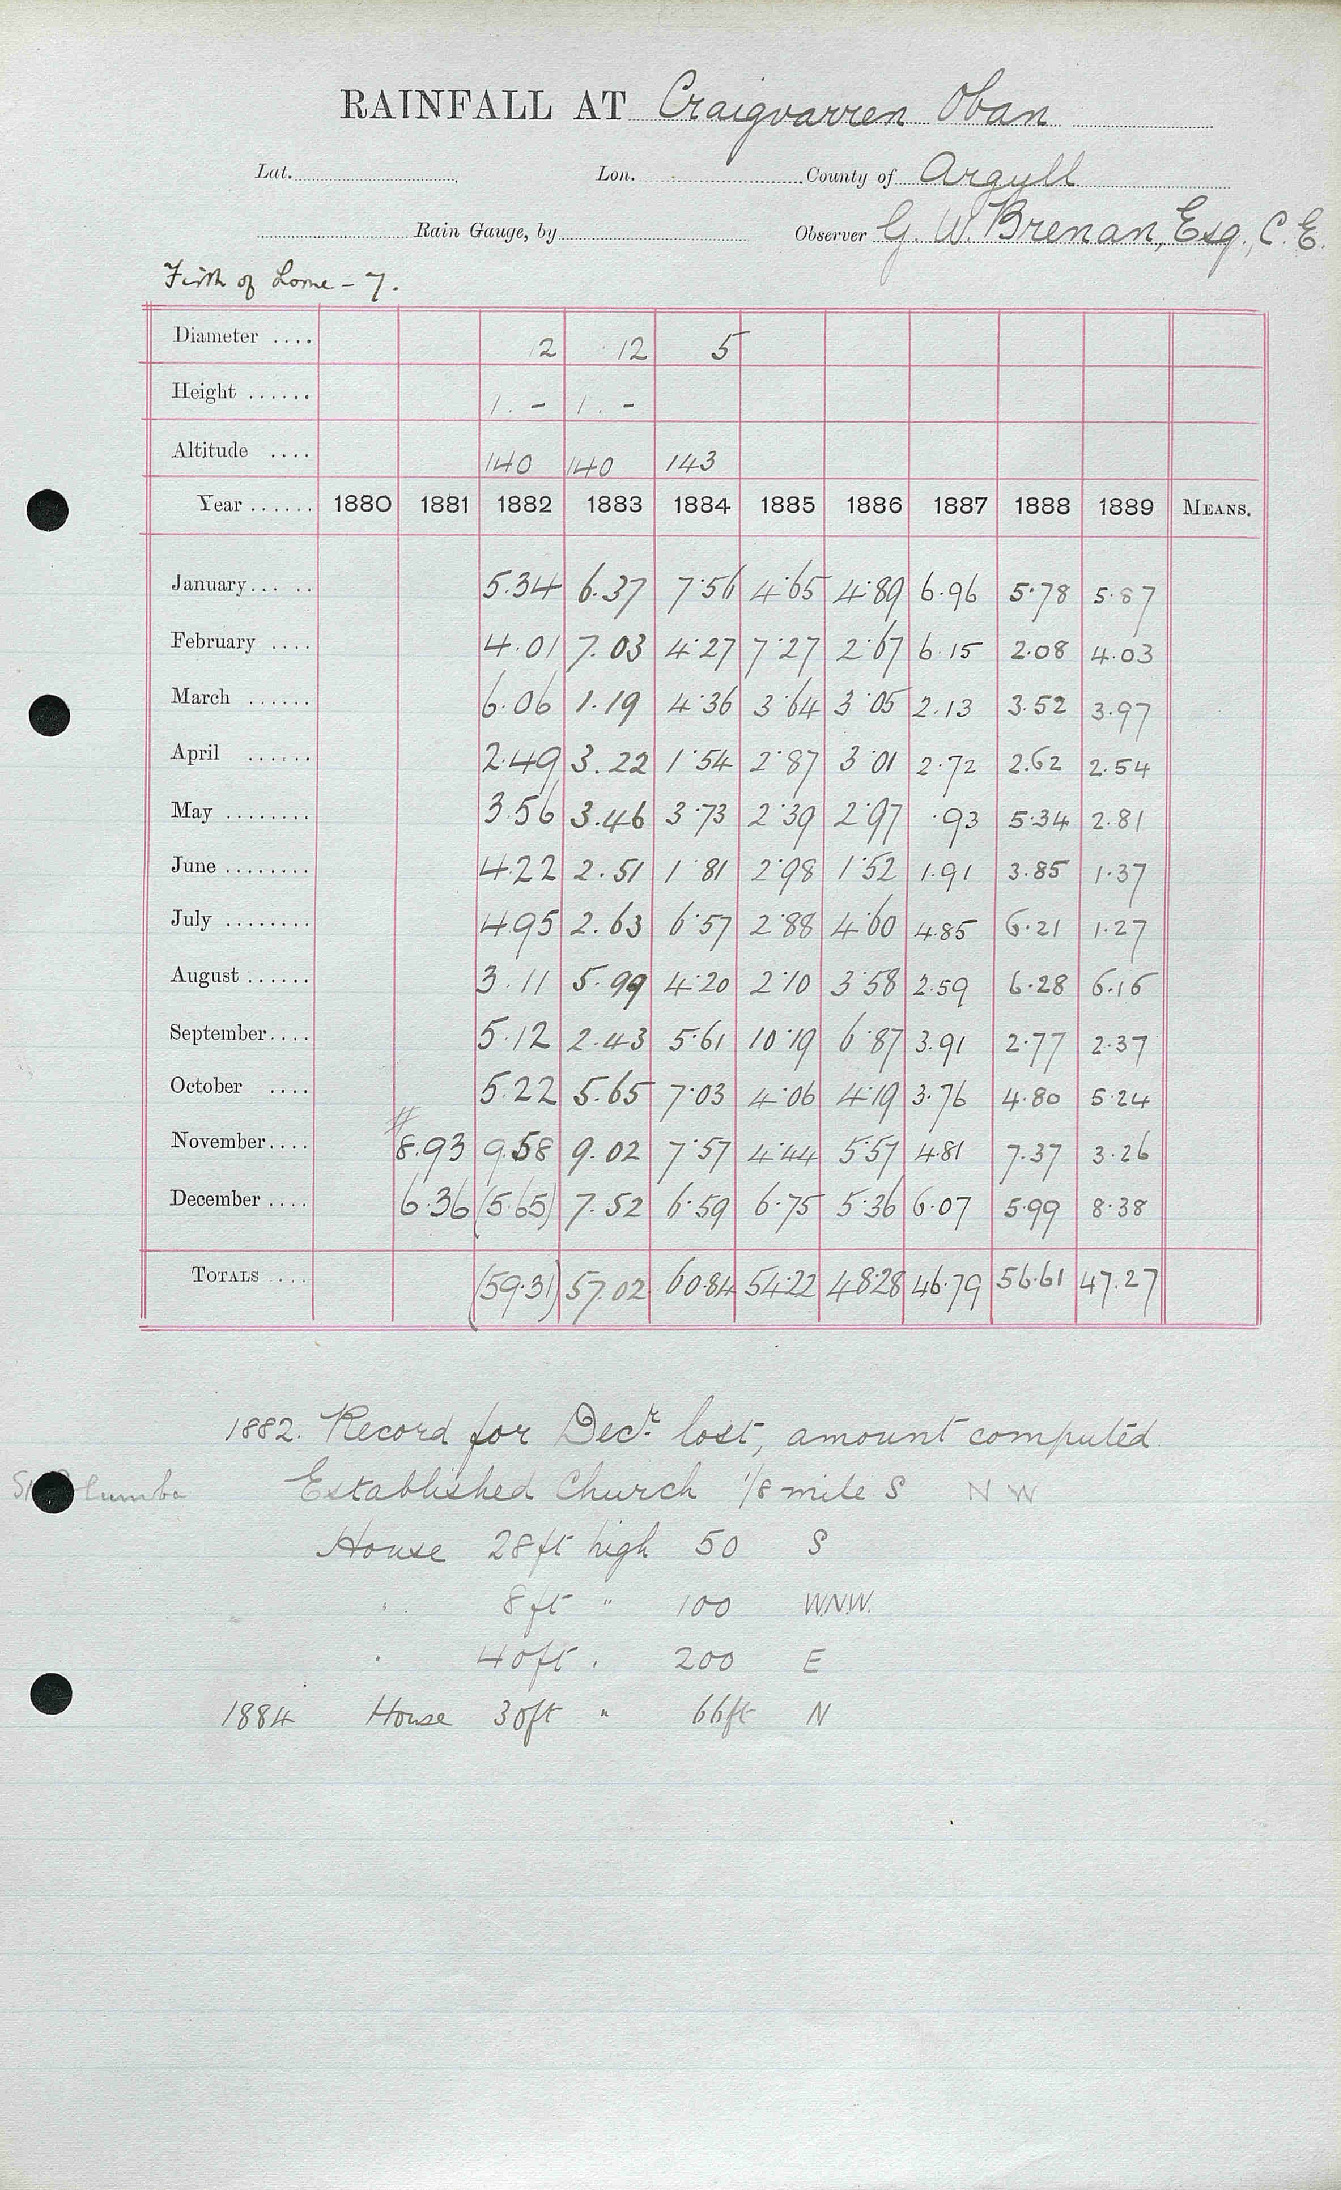 RAINFALL AT Craigvarren Oban
Lat. Lon. County of Argyll
Rain Gauge, by Observer G. W. Brenan, Esq., C.E.
Firth of Lorne - 7.
Diameter .... 12 12 5
Height ...... 1. - 1. -
Altitude .... 140 140 143
Year ...... 1880 1881 1882 1883 1884 1885 1886 1887 1888 1889 MEANS.
January ... .. 5.34 6.37 7.56 4.65 4.89 6.96 5.78 5.87
February .... 4.01 7.03 4.27 7.27 2.67 6.15 2.08 4.03
March ...... 6.06 1.19 4.36 3.64 3.05 2.13 3.52 3.97
April ...... 2.49 3.22 1.54 2.87 3.01 2.72 2.62 2.54
May ........ 3.56 3.46 3.73 2.39 2.97 .93 5.34 2.81
June ........ 4.22 2.51 1.81 2.98 1.52 1.91 3.85 1.37
July ........ 4.95 2.63 6.57 2.88 4.60 4.85 6.21 1.27
August ...... 3.11 5.99 4.20 2.10 3.58 2.59 6.28 6.16
September .... 5.12 2.43 5.61 10.19 6.87 3.91 2.77 2.37
October .... 5.22 5.65 7.03 4.06 4.19 3.76 4.80 5.24
November .... # 8.93 9.58 9.02 7.57 4.44 5.57 4.81 7.37 3.26
December .... 6.36 (5.65) 7.52 6.59 6.75 5.36 6.07 5.99 8.38
TOTALS .... (59.31) 57.02 60.84 54.22 48.28 46.79 56.61 47.27
1882. Record for Decr. lost, amount computed.
Established Church 1/8 mile S N W
House 28 ft high 50 S
" 8 ft " 100 W.N.W.
" 40 ft " 200 E
1884 House 30 ft " 66 ft N